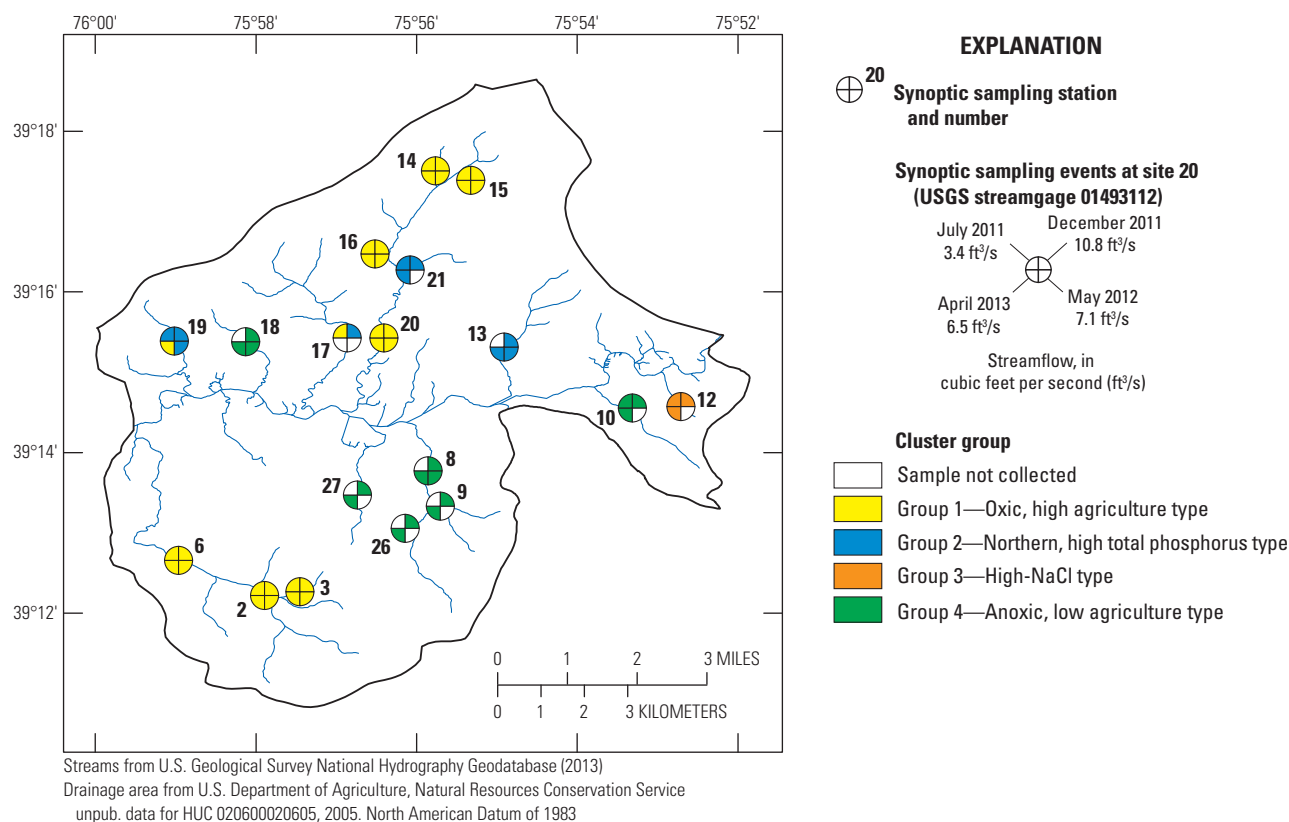 76°00'
75°58'
75°56'
75°54'
75°52'
39°18'
39°16'
39°14'
39°12'
14
15
16
21
19
18
17
20
13
10
12
8
27
9
26
6
2
3
0 1 2 3 MILES
0 1 2 3 KILOMETERS
Streams from U.S. Geological Survey National Hydrography Geodatabase (2013)
Drainage area from U.S. Department of Agriculture, Natural Resources Conservation Service
unpub. data for HUC 020600020605, 2005. North American Datum of 1983
EXPLANATION
20
Synoptic sampling station
and number
Synoptic sampling events at site 20
(USGS streamgage 01493112)
July 2011
3.4 ft³/s
December 2011
10.8 ft³/s
April 2013
6.5 ft³/s
May 2012
7.1 ft³/s
Streamflow, in
cubic feet per second (ft³/s)
Cluster group
Sample not collected
Group 1—Oxic, high agriculture type
Group 2—Northern, high total phosphorus type
Group 3—High-NaCl type
Group 4—Anoxic, low agriculture type